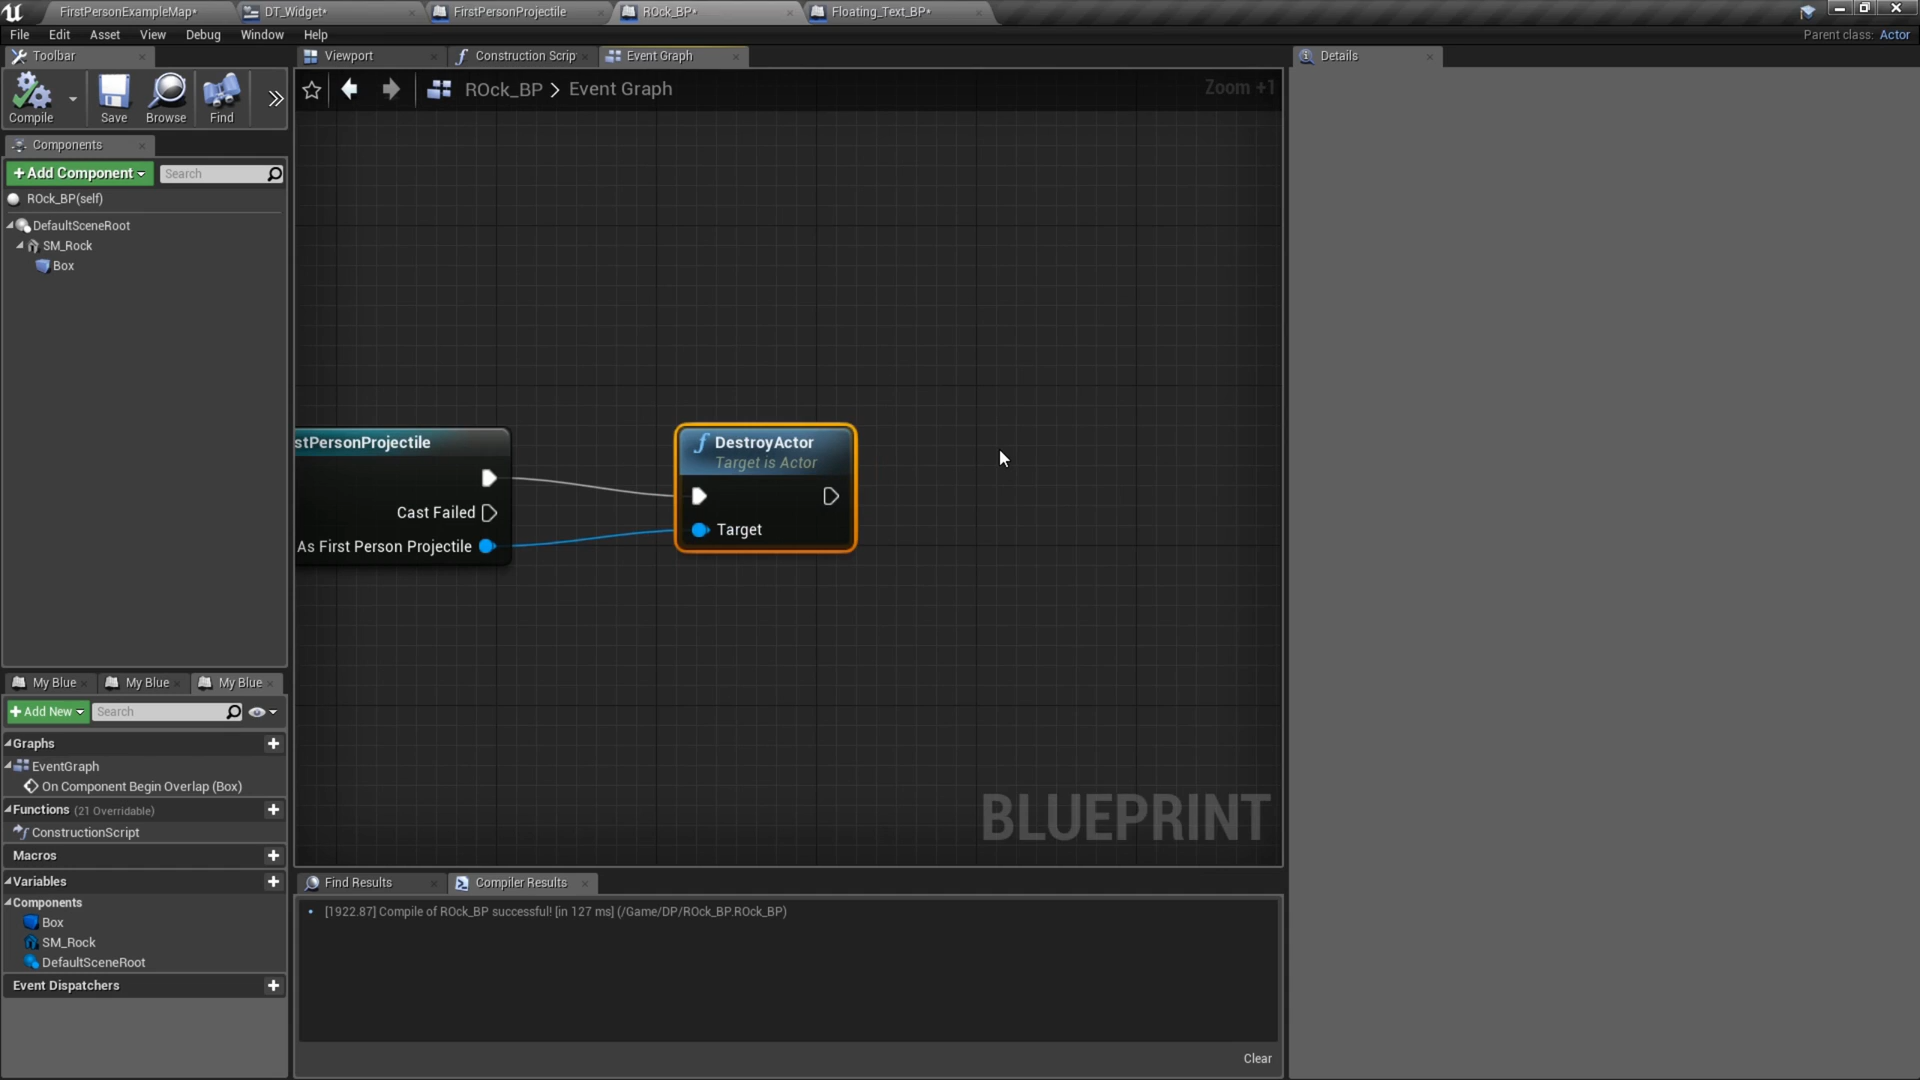 FirstPersonExampleMap*
DT_Widget*
FirstPersonProjectile
ROck_BP*
Floating_Text_BP*
File
Edit
Asset
View
Debug
Window
Help
Parent class:
Actor
Toolbar
Viewport
Construction Scrip
Event Graph
Details
Compile
Save
Browse
Find
ROck_BP > Event Graph
Zoom +1
Components
+ Add Component
Search
ROck_BP(self)
DefaultSceneRoot
SM_Rock
Box
stPersonProjectile
Cast Failed
As First Person Projectile
DestroyActor
Target is Actor
Target
BLUEPRINT
My Blue
My Blue
My Blue
+ Add New
Search
Graphs
EventGraph
On Component Begin Overlap (Box)
Functions (21 Overridable)
ConstructionScript
Macros
Variables
Components
Box
SM_Rock
DefaultSceneRoot
Event Dispatchers
Find Results
Compiler Results
[1922.87] Compile of ROck_BP successful! [in 127 ms] (/Game/DP/ROck_BP.ROck_BP)
Clear